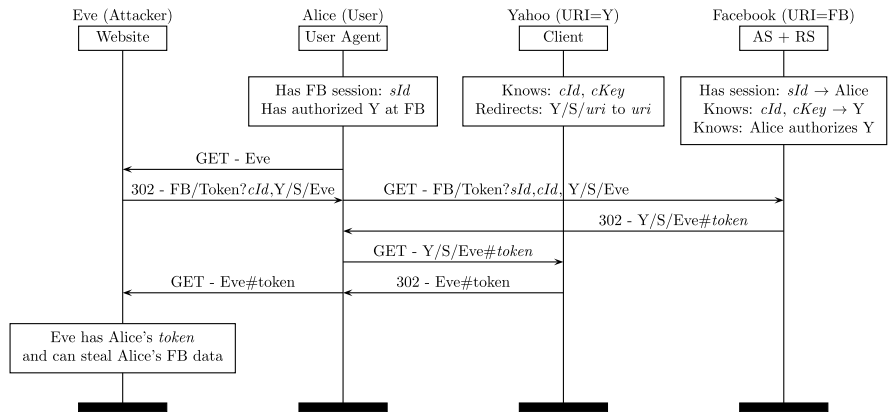 Eve (Attacker)
Alice (User)
Yahoo (URI=Y)
Facebook (URI=FB)
Website
User Agent
Client
AS + RS
Has FB session: sId
Has authorized Y at FB
Knows: cId, cKey
Redirects: Y/S/uri to uri
Has session: sId → Alice
Knows: cId, cKey → Y
Knows: Alice authorizes Y
GET - Eve
302 - FB/Token?cId,Y/S/Eve
GET - FB/Token?sId,cId, Y/S/Eve
302 - Y/S/Eve#token
GET - Y/S/Eve#token
GET - Eve#token
302 - Eve#token
Eve has Alice's token
and can steal Alice's FB data